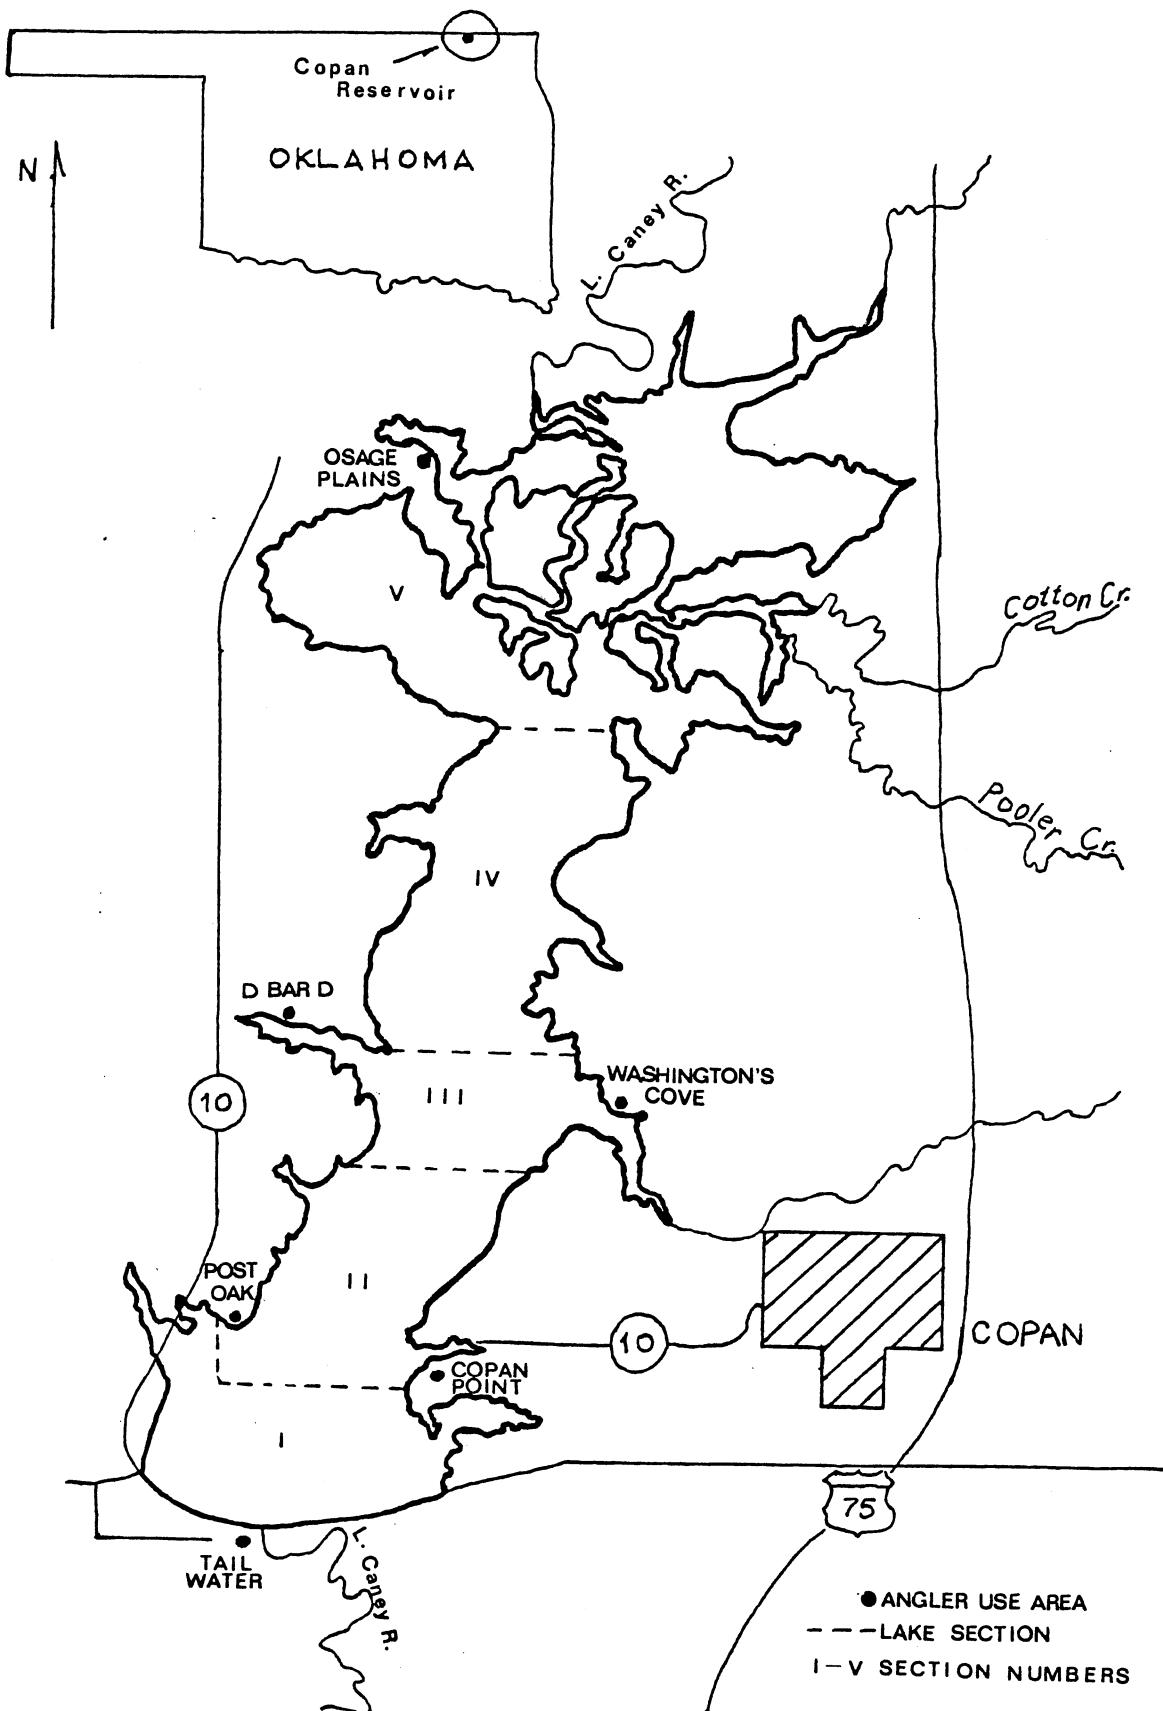 Copan
Reservoir
OKLAHOMA
N
L. Caney R.
OSAGE
PLAINS
V
Cotton Cr.
Pooler Cr.
IV
D BAR D
WASHINGTON'S
COVE
III
10
POST
OAK
II
10
COPAN
COPAN
POINT
I
75
TAIL
WATER
L. Caney R.
ANGLER USE AREA
LAKE SECTION
I-V SECTION NUMBERS